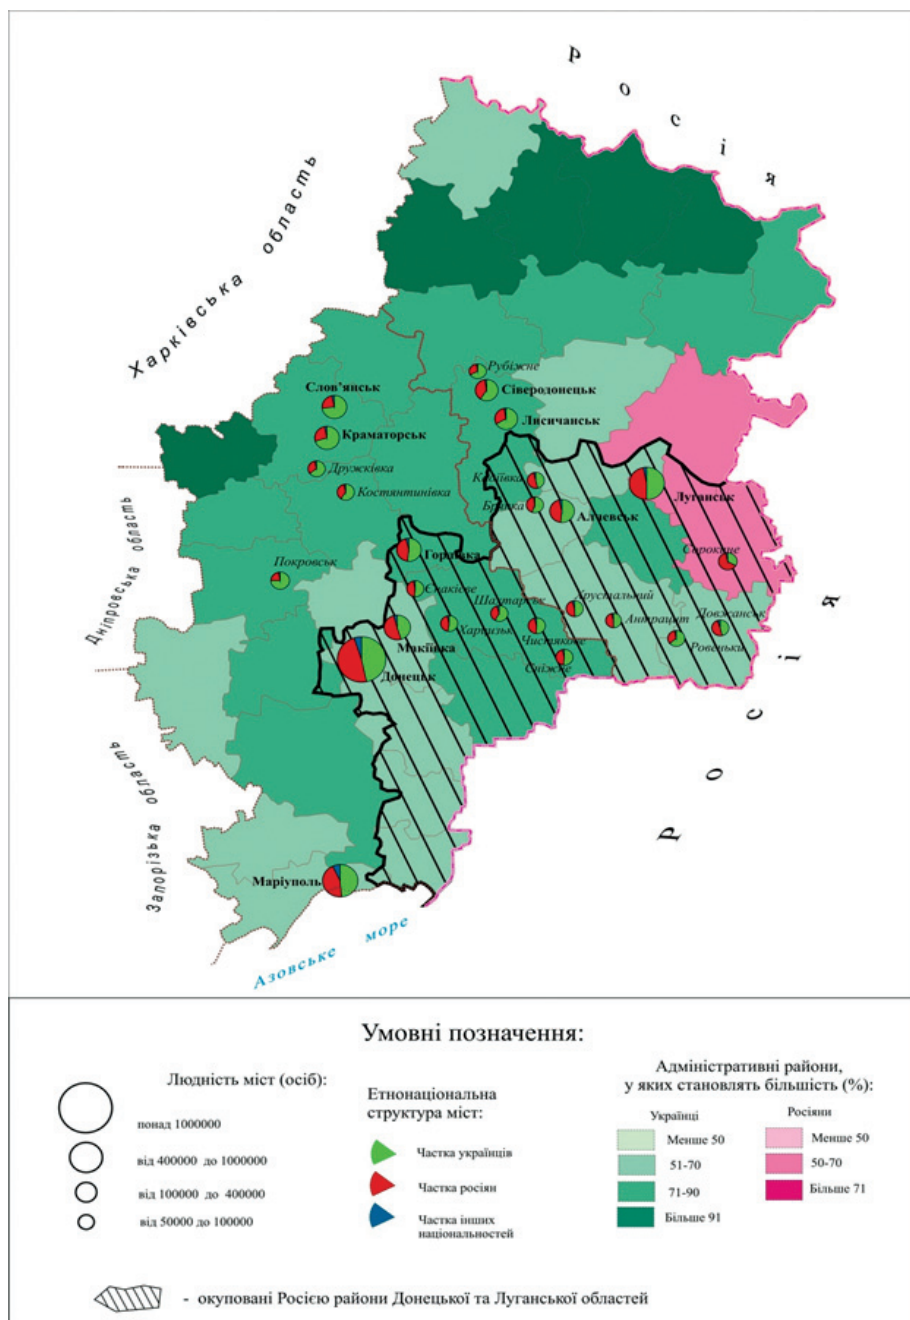 Росія
Харківська область
Рубіжне
Слов'янськ
Сіверодонецьк
Лисичанськ
Краматорськ
Дружківка
Костянтинівка
Луганськ
Брянка
Алчевськ
Дніпровська область
Горлівка
Сорокине
Покровськ
Єнакієве
Шахтарськ
Хрустальний
Довжанськ
Харцизьк
Антрацит
Чистякове
Макіївка
Ровеньки
Сніжне
Донецьк
Росія
Запорізька область
Маріуполь
Азовське море
Умовні позначення:
Людність міст (осіб):
понад 1000000
від 400000 до 1000000
від 100000 до 400000
від 50000 до 100000
Етнонаціональна
структура міст:
Частка українців
Частка росіян
Частка інших
національностей
Адміністративні райони,
у яких становлять більшість (%):
Українці
Менше 50
51-70
71-90
Більше 91
Росіяни
Менше 50
50-70
Більше 71
- окуповані Росією райони Донецької та Луганської областей